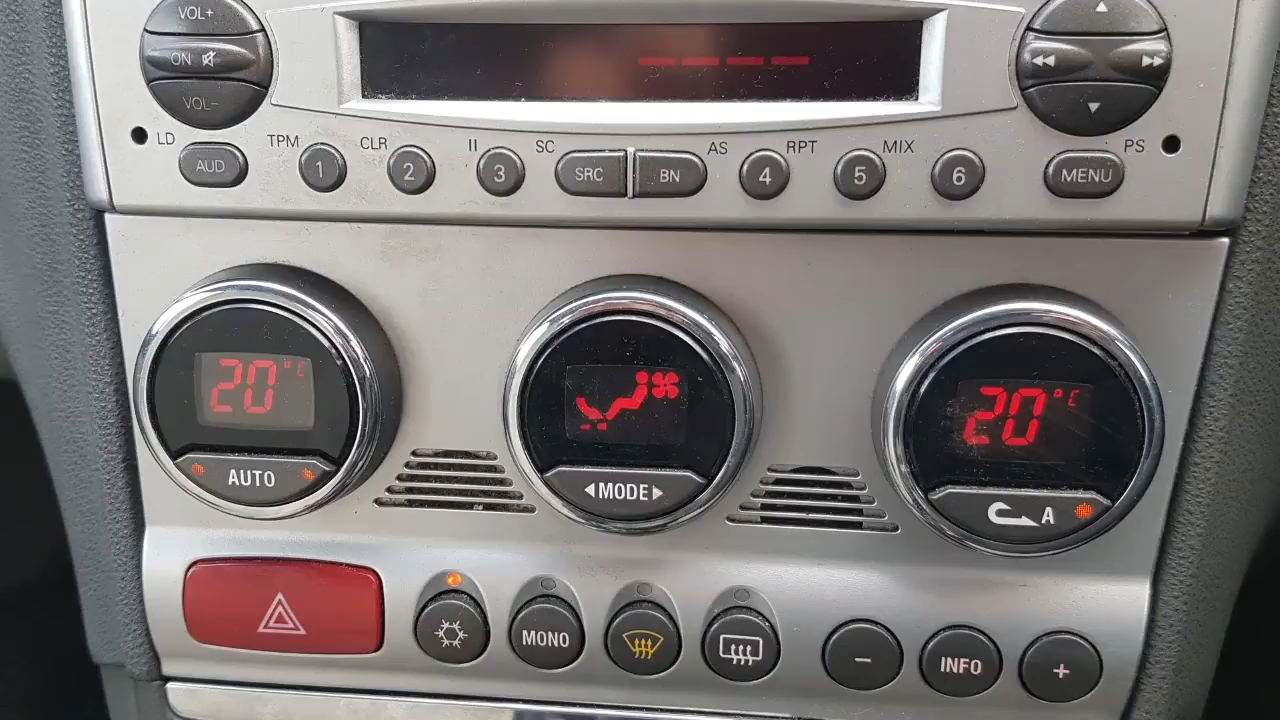 VOL+
ON
VOL-
LD
TPM
CLR
II
SC
AS
RPT
MIX
PS
AUD
1
2
3
SRC
BN
4
5
6
MENU
20 °C
20 °C
AUTO
MODE
A
MONO
-
INFO
+